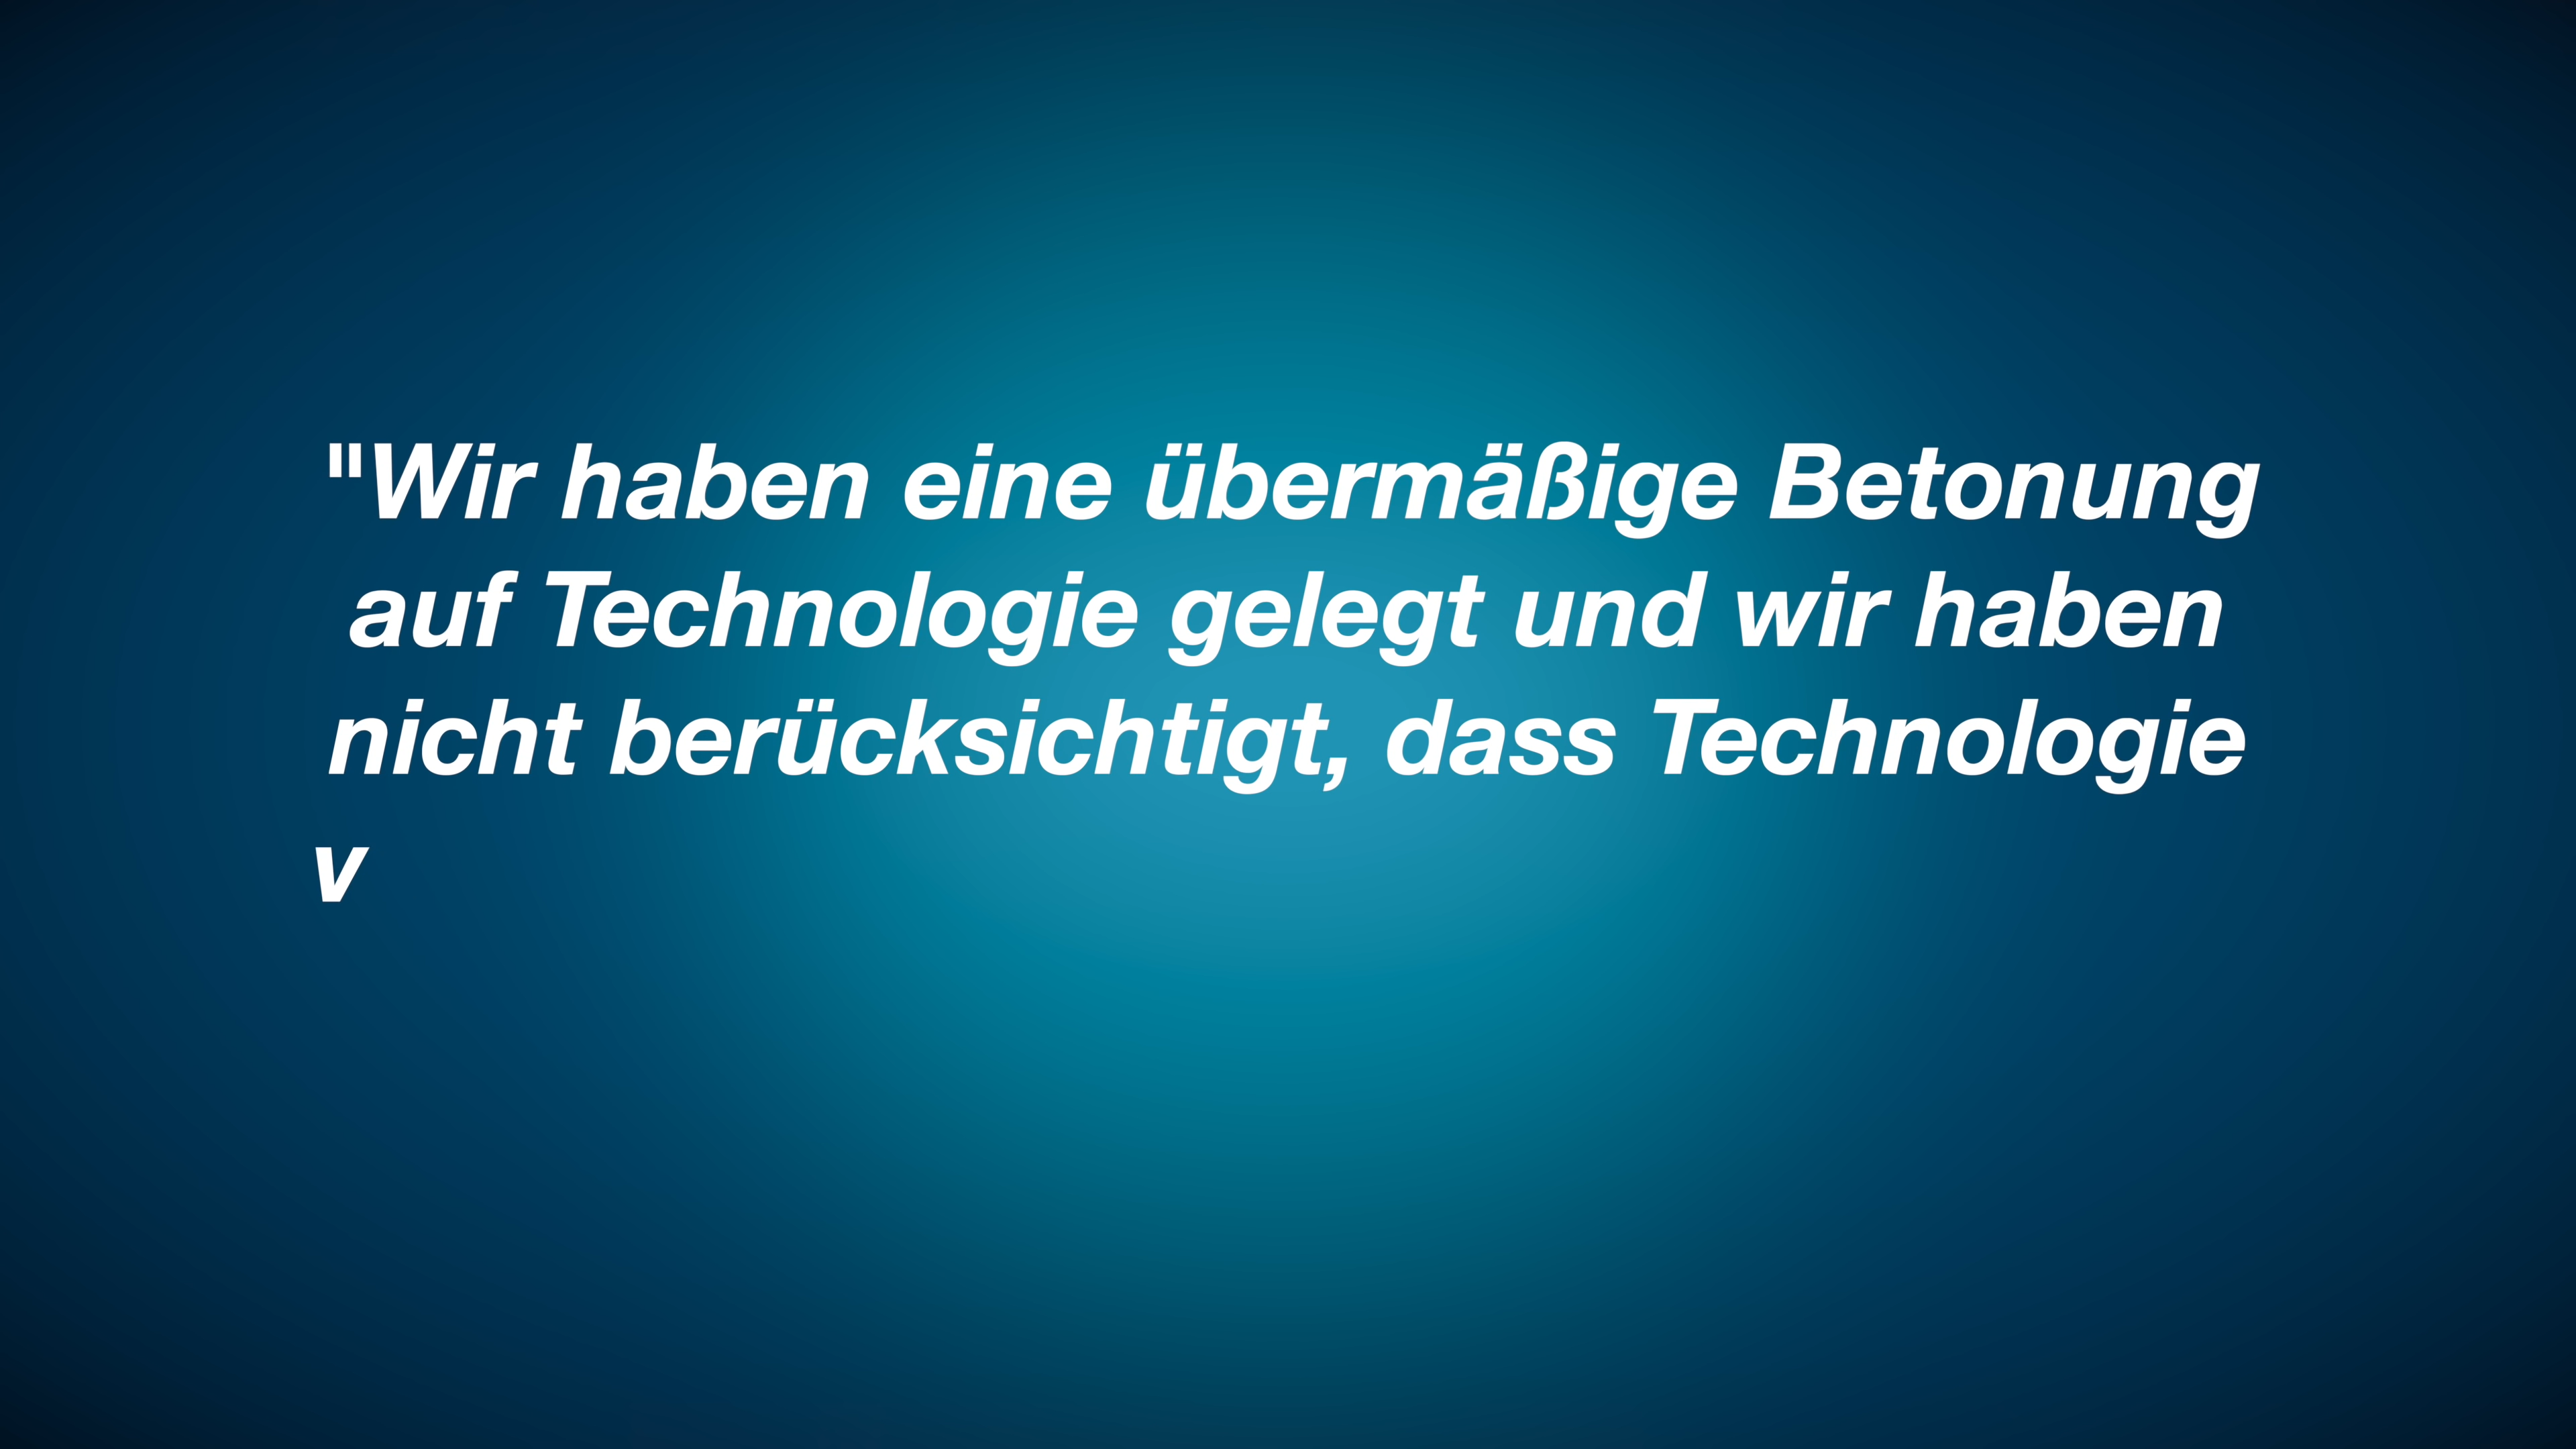 "Wir haben eine übermäßige Betonung
auf Technologie gelegt und wir haben
nicht berücksichtigt, dass Technologie
v